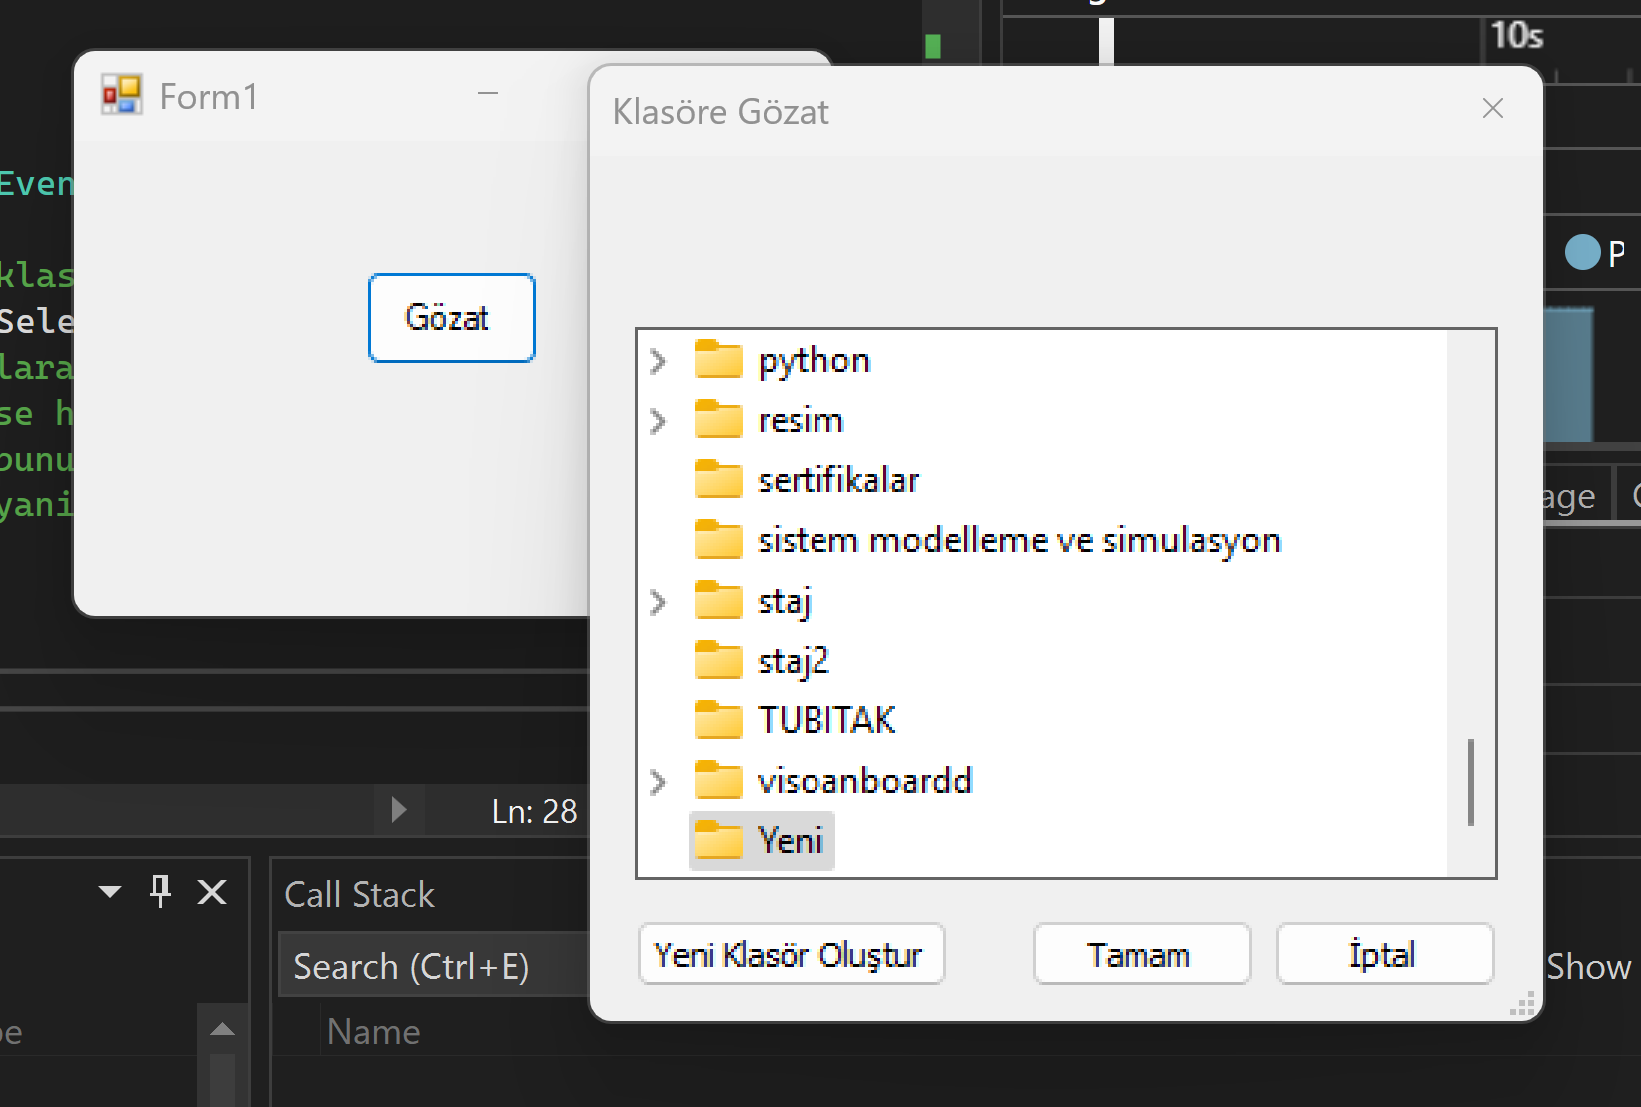 10s
Form1
Klasöre Gözat
Even
P
klas
Sele
Gözat
lara
se h
bunu
yani
python
resim
sertifikalar
sistem modelleme ve simulasyon
age
staj
staj2
TUBITAK
visoanboardd
Yeni
Ln: 28
Call Stack
Yeni Klasör Oluştur
Tamam
İptal
Search (Ctrl+E)
Show
Name